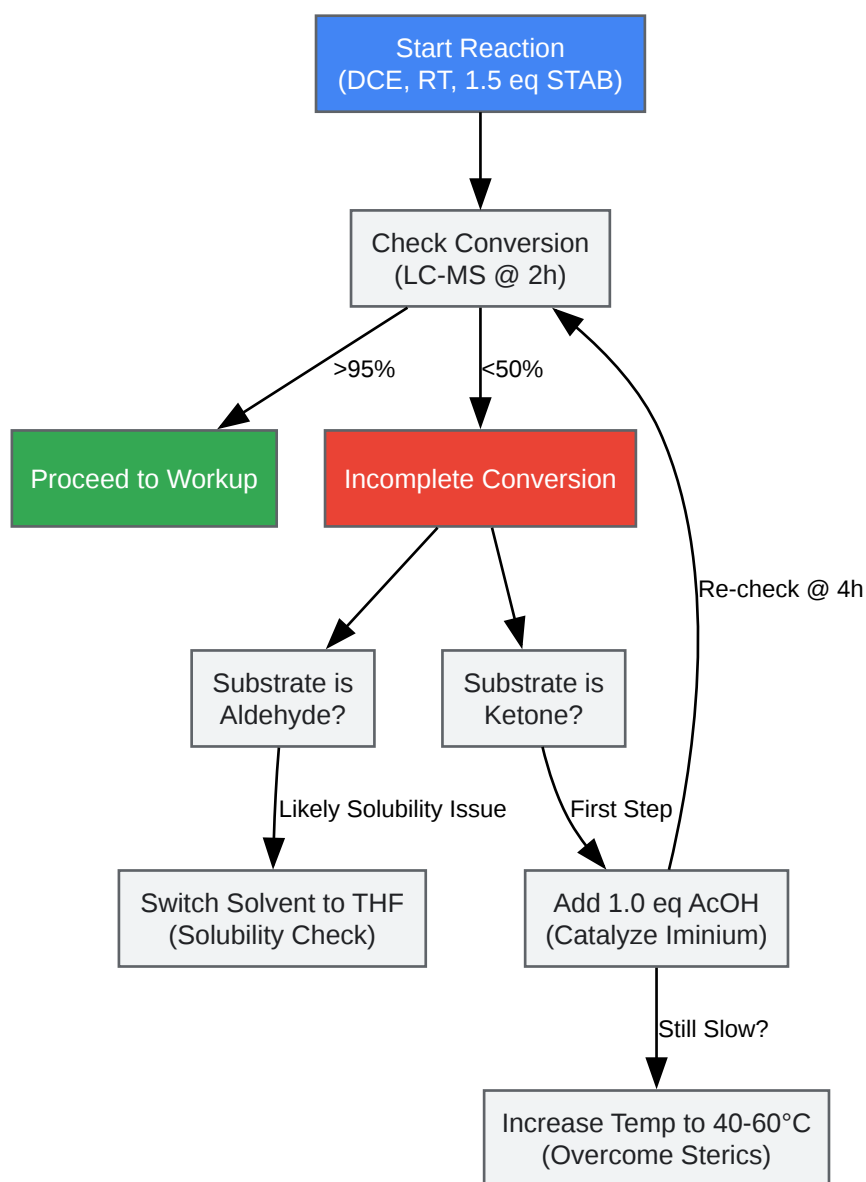 Start Reaction
(DCE, RT, 1.5 eq STAB)
Check Conversion
(LC-MS @ 2h)
>95%
<50%
Proceed to Workup
Incomplete Conversion
Re-check @ 4h
Substrate is
Aldehyde?
Substrate is
Ketone?
Likely Solubility Issue
First Step
Switch Solvent to THF
(Solubility Check)
Add 1.0 eq AcOH
(Catalyze Iminium)
Still Slow?
Increase Temp to 40-60°C
(Overcome Sterics)